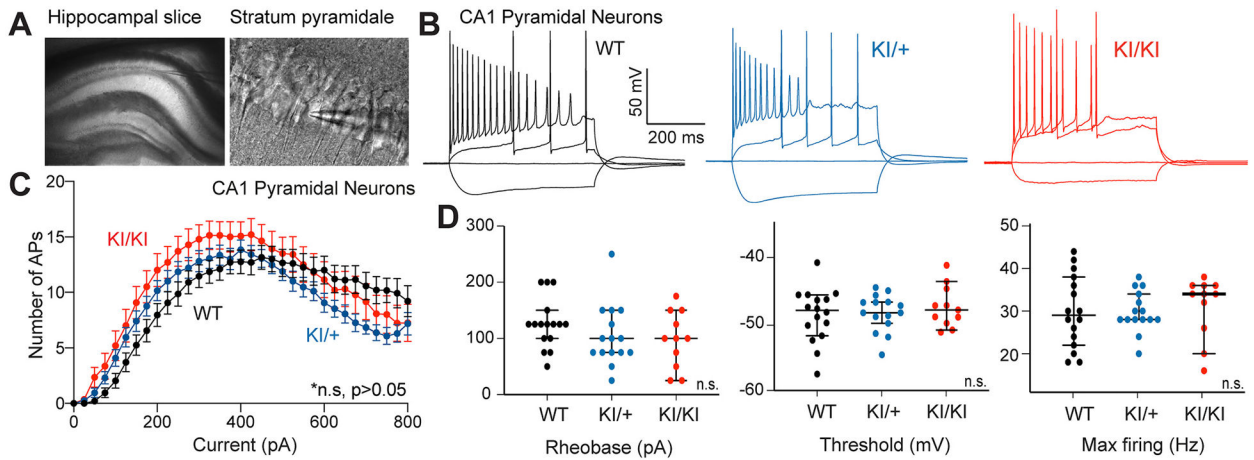 A
Hippocampal slice
Stratum pyramidale
B
CA1 Pyramidal Neurons
WT
50 mV
200 ms
KI/+
KI/KI
C
CA1 Pyramidal Neurons
20
15
10
5
0
Number of APs
KI/KI
WT
KI/+
*n.s, p>0.05
0
200
400
600
800
Current (pA)
D
300
200
100
0
n.s.
WT
KI/+
KI/KI
Rheobase (pA)
-40
-50
-60
n.s.
WT
KI/+
KI/KI
Threshold (mV)
50
40
30
20
n.s.
WT
KI/+
KI/KI
Max firing (Hz)